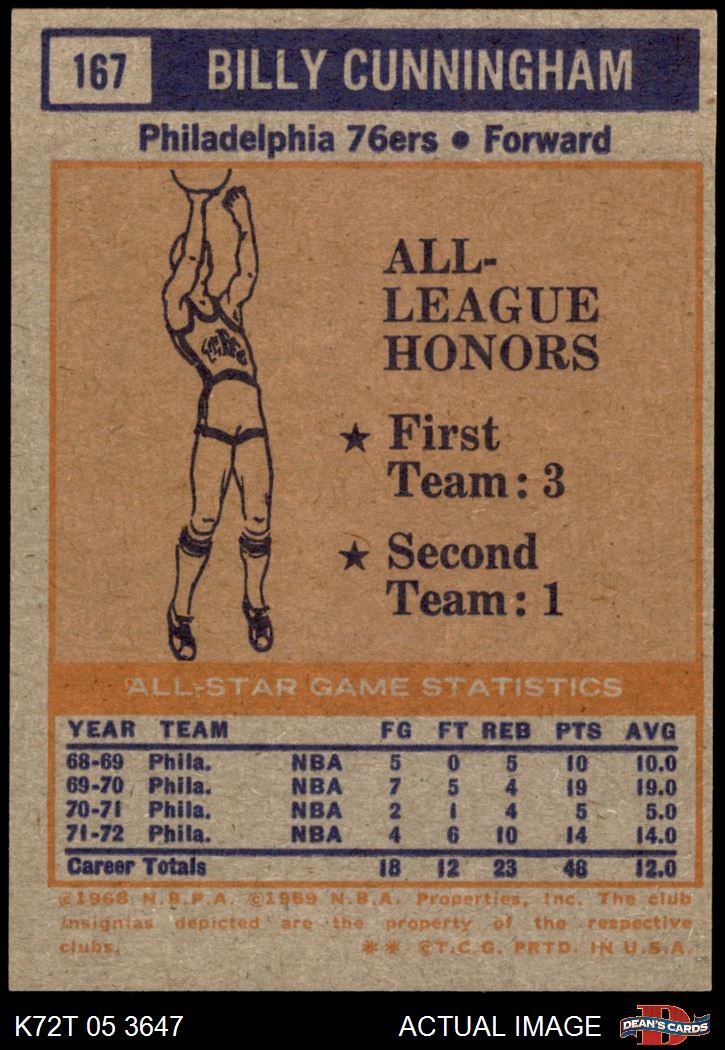 167 BILLY CUNNINGHAM
Philadelphia 76ers • Forward
ALL-
LEAGUE
HONORS
★ First
Team: 3
★ Second
Team: 1
ALL-STAR GAME STATISTICS
YEAR TEAM FG FT REB PTS AVG
68-69 Phila. NBA 5 0 5 10 10.0
69-70 Phila. NBA 7 5 4 19 19.0
70-71 Phila. NBA 2 1 4 5 5.0
71-72 Phila. NBA 4 6 10 14 14.0
Career Totals 18 12 23 48 12.0
©1968 N.B.P.A. ©1969 N.B.A. Properties, Inc. The club
insignias depicted are the property of the respective
clubs. ** ©T.C.G. PRTD. IN U.S.A.
K72T 05 3647 ACTUAL IMAGE
D
DEAN'S CARDS